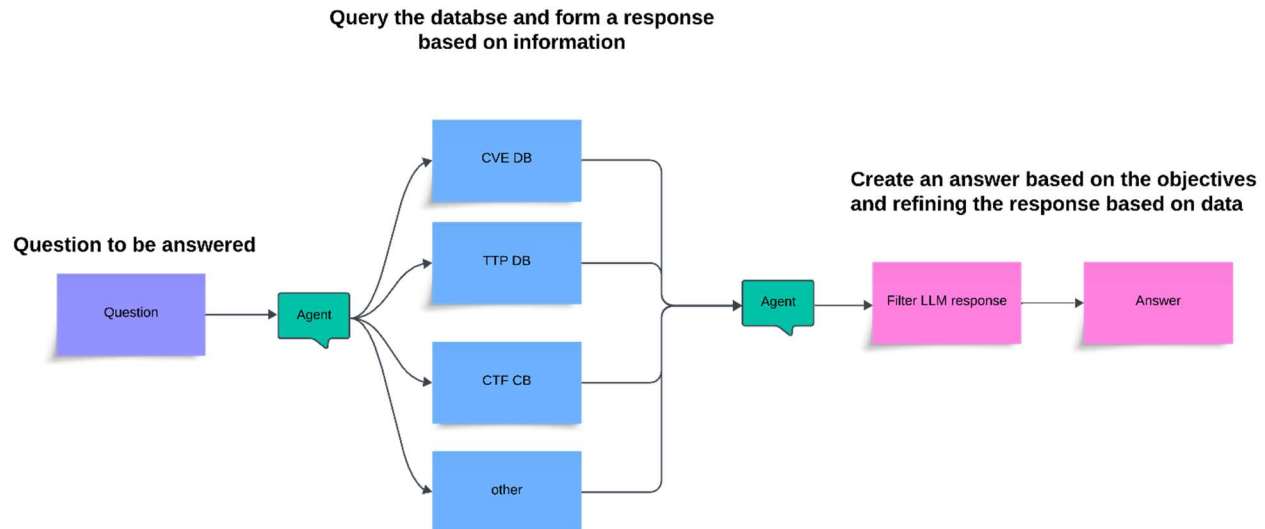 Query the databse and form a response
based on information
CVE DB
Create an answer based on the objectives
and refining the response based on data
Question to be answered
TTP DB
Question
Agent
Agent
Filter LLM response
Answer
CTF CB
other